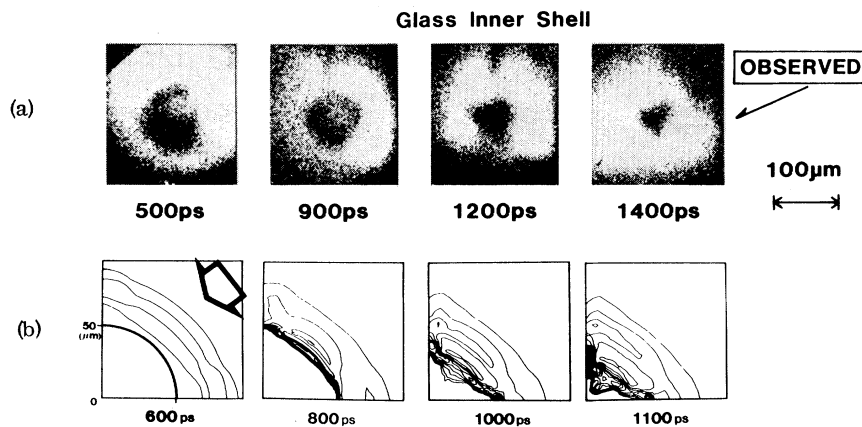 Glass Inner Shell
OBSERVED
(a)
100μm
500ps
900ps
1200ps
1400ps
(b)
50
(μm)
0
600ps
800ps
1000ps
1100ps